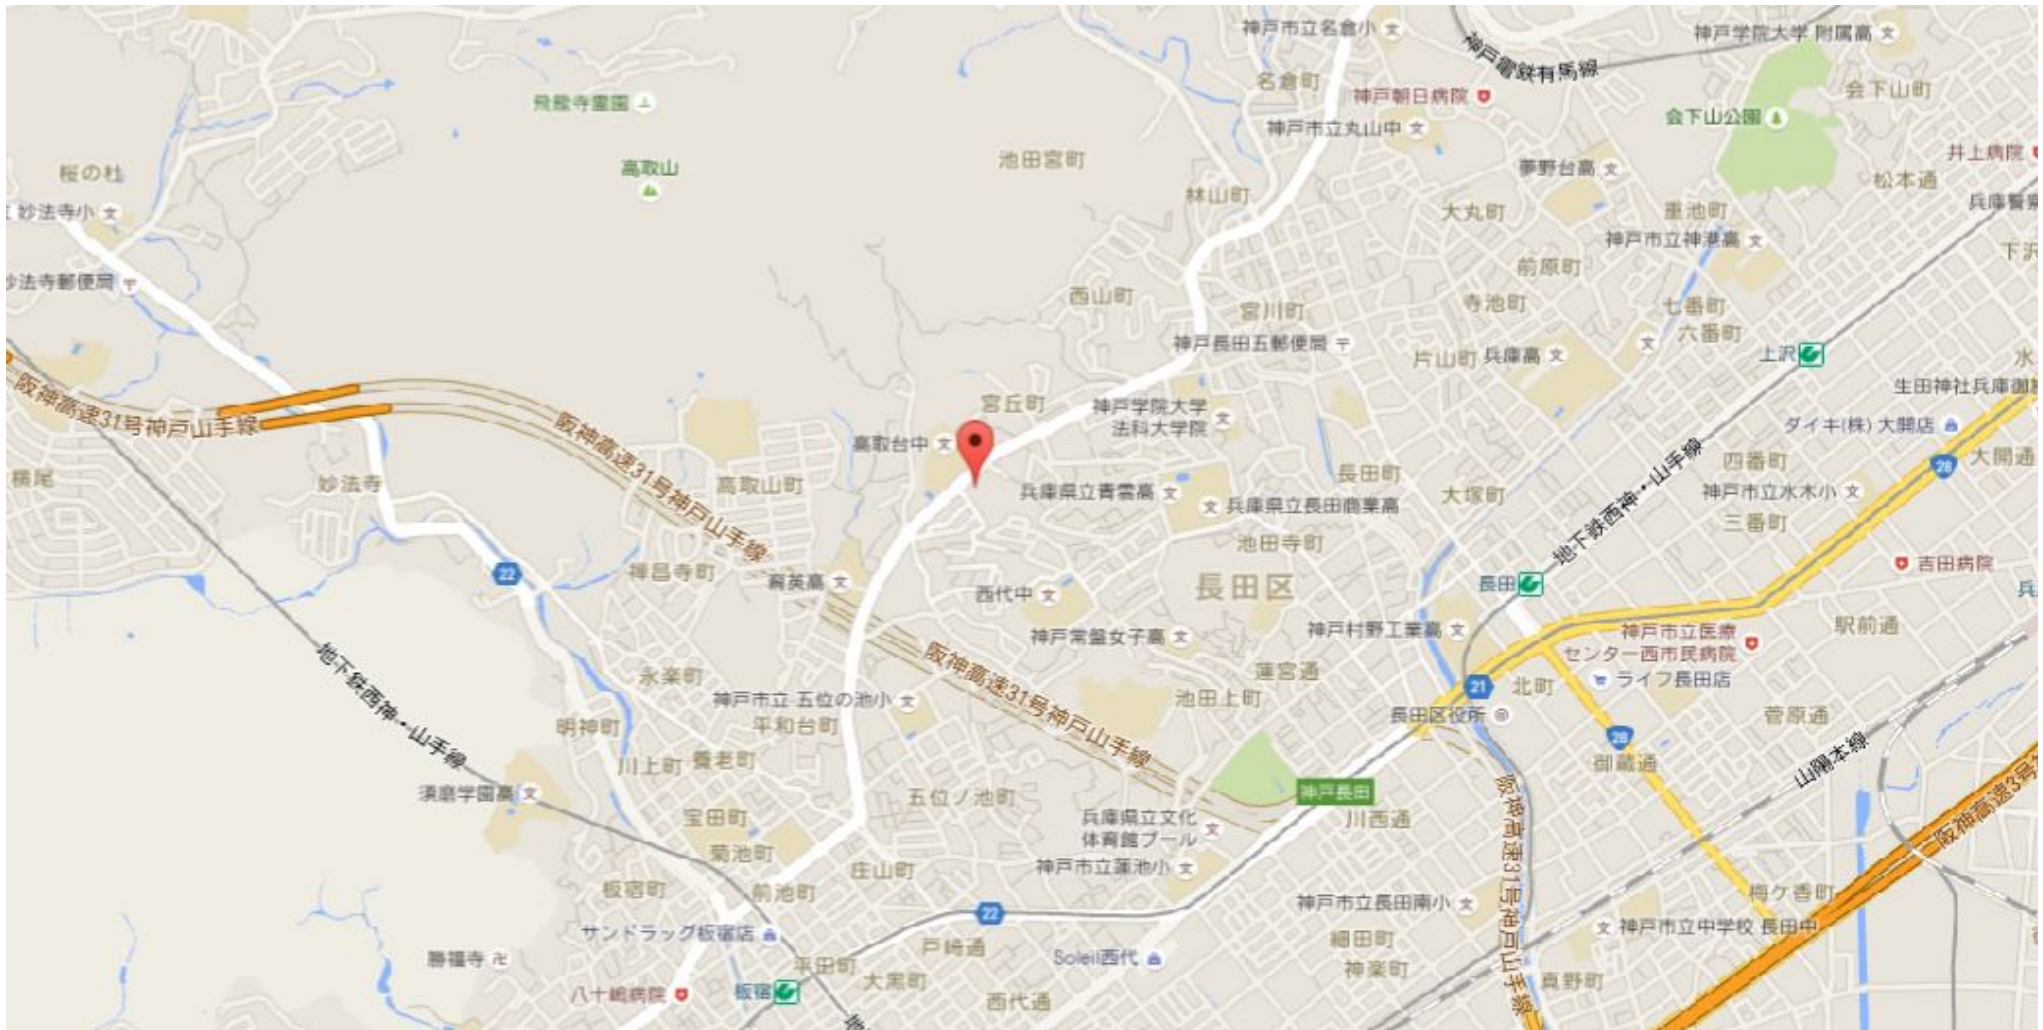 神戸市立名倉小
神戸学院大学 附属高
神戸電鉄有馬線
名倉町
神戸朝日病院
会下山町
飛龍寺霊園
会下山公園
神戸市立丸山中
井上病院
池田宮町
高取山
夢野台高
桜の杜
松本通
林山町
妙法寺小
大丸町
重池町
神戸市立神港高
下沢
前原町
妙法寺郵便局
西山町
宮川町
寺池町
七番町
六番町
神戸長田五郵便局
片山町
兵庫高
上沢
阪神高速31号神戸山手線
宮丘町
神戸学院大学
法科大学院
ダイキ(株) 大開店
阪神高速31号神戸山手線
高取台中
大開通
28
四番町
横尾
妙法寺
高取山町
長田町
大塚町
地下鉄西神・山手線
兵庫県立青雲高
兵庫県立長田商業高
神戸市立水木小
三番町
池田寺町
22
禅昌寺町
育英高
西代中
長田区
長田
吉田病院
神戸常盤女子高
神戸村野工業高
神戸市立医療
センター西市民病院
駅前通
地下鉄西神・山手線
永楽町
阪神高速31号神戸山手線
蓮宮通
池田上町
21
北町
ライフ長田店
神戸市立 五位の池小
平和台町
明神町
長田区役所
菅原通
28
川上町
養老町
御蔵通
山陽本線
須磨学園高
五位ノ池町
神戸長田
宝田町
兵庫県立文化
体育館プール
川西通
阪神高速31号神戸山手線
阪神高速3号
菊池町
庄山町
神戸市立蓮池小
板宿町
前池町
22
神戸市立長田南小
梅ケ香町
サンドラッグ板宿店
戸崎通
神戸市立中学校 長田中
細田町
勝福寺
平田町
大黒町
Soleil西代
神楽町
真野町
八十嶋病院
板宿
西代通